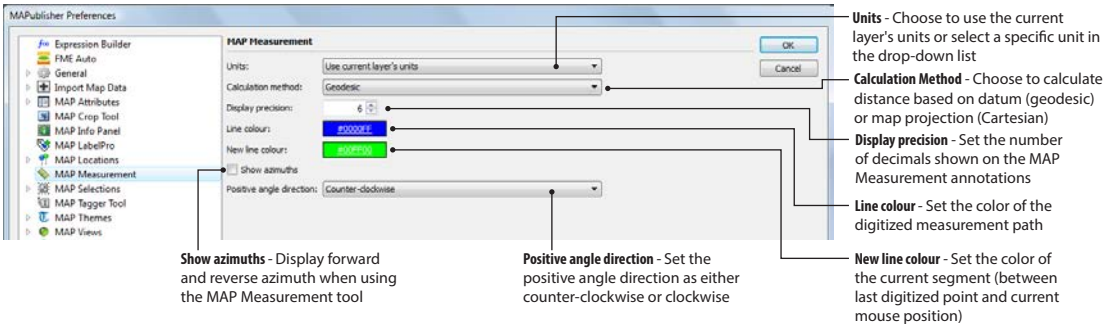 MAPublisher Preferences
Expression Builder
FME Auto
General
Import Map Data
MAP Attributes
MAP Crop Tool
MAP Info Panel
MAP LabelPro
MAP Locations
MAP Measurement
MAP Selections
MAP Tagger Tool
MAP Themes
MAP Views
MAP Measurement
Units: Use current layer's units
Calculation method: Geodesic
Display precision: 6
Line colour: #0000FF
New line colour: #00FF00
Show azimuths
Positive angle direction: Counter-clockwise
OK
Cancel
Units - Choose to use the current
layer's units or select a specific unit in
the drop-down list
Calculation Method - Choose to calculate
distance based on datum (geodesic)
or map projection (Cartesian)
Display precision - Set the number
of decimals shown on the MAP
Measurement annotations
Line colour - Set the color of the
digitized measurement path
New line colour - Set the color of
the current segment (between
last digitized point and current
mouse position)
Show azimuths - Display forward
and reverse azimuth when using
the MAP Measurement tool
Positive angle direction - Set the
positive angle direction as either
counter-clockwise or clockwise